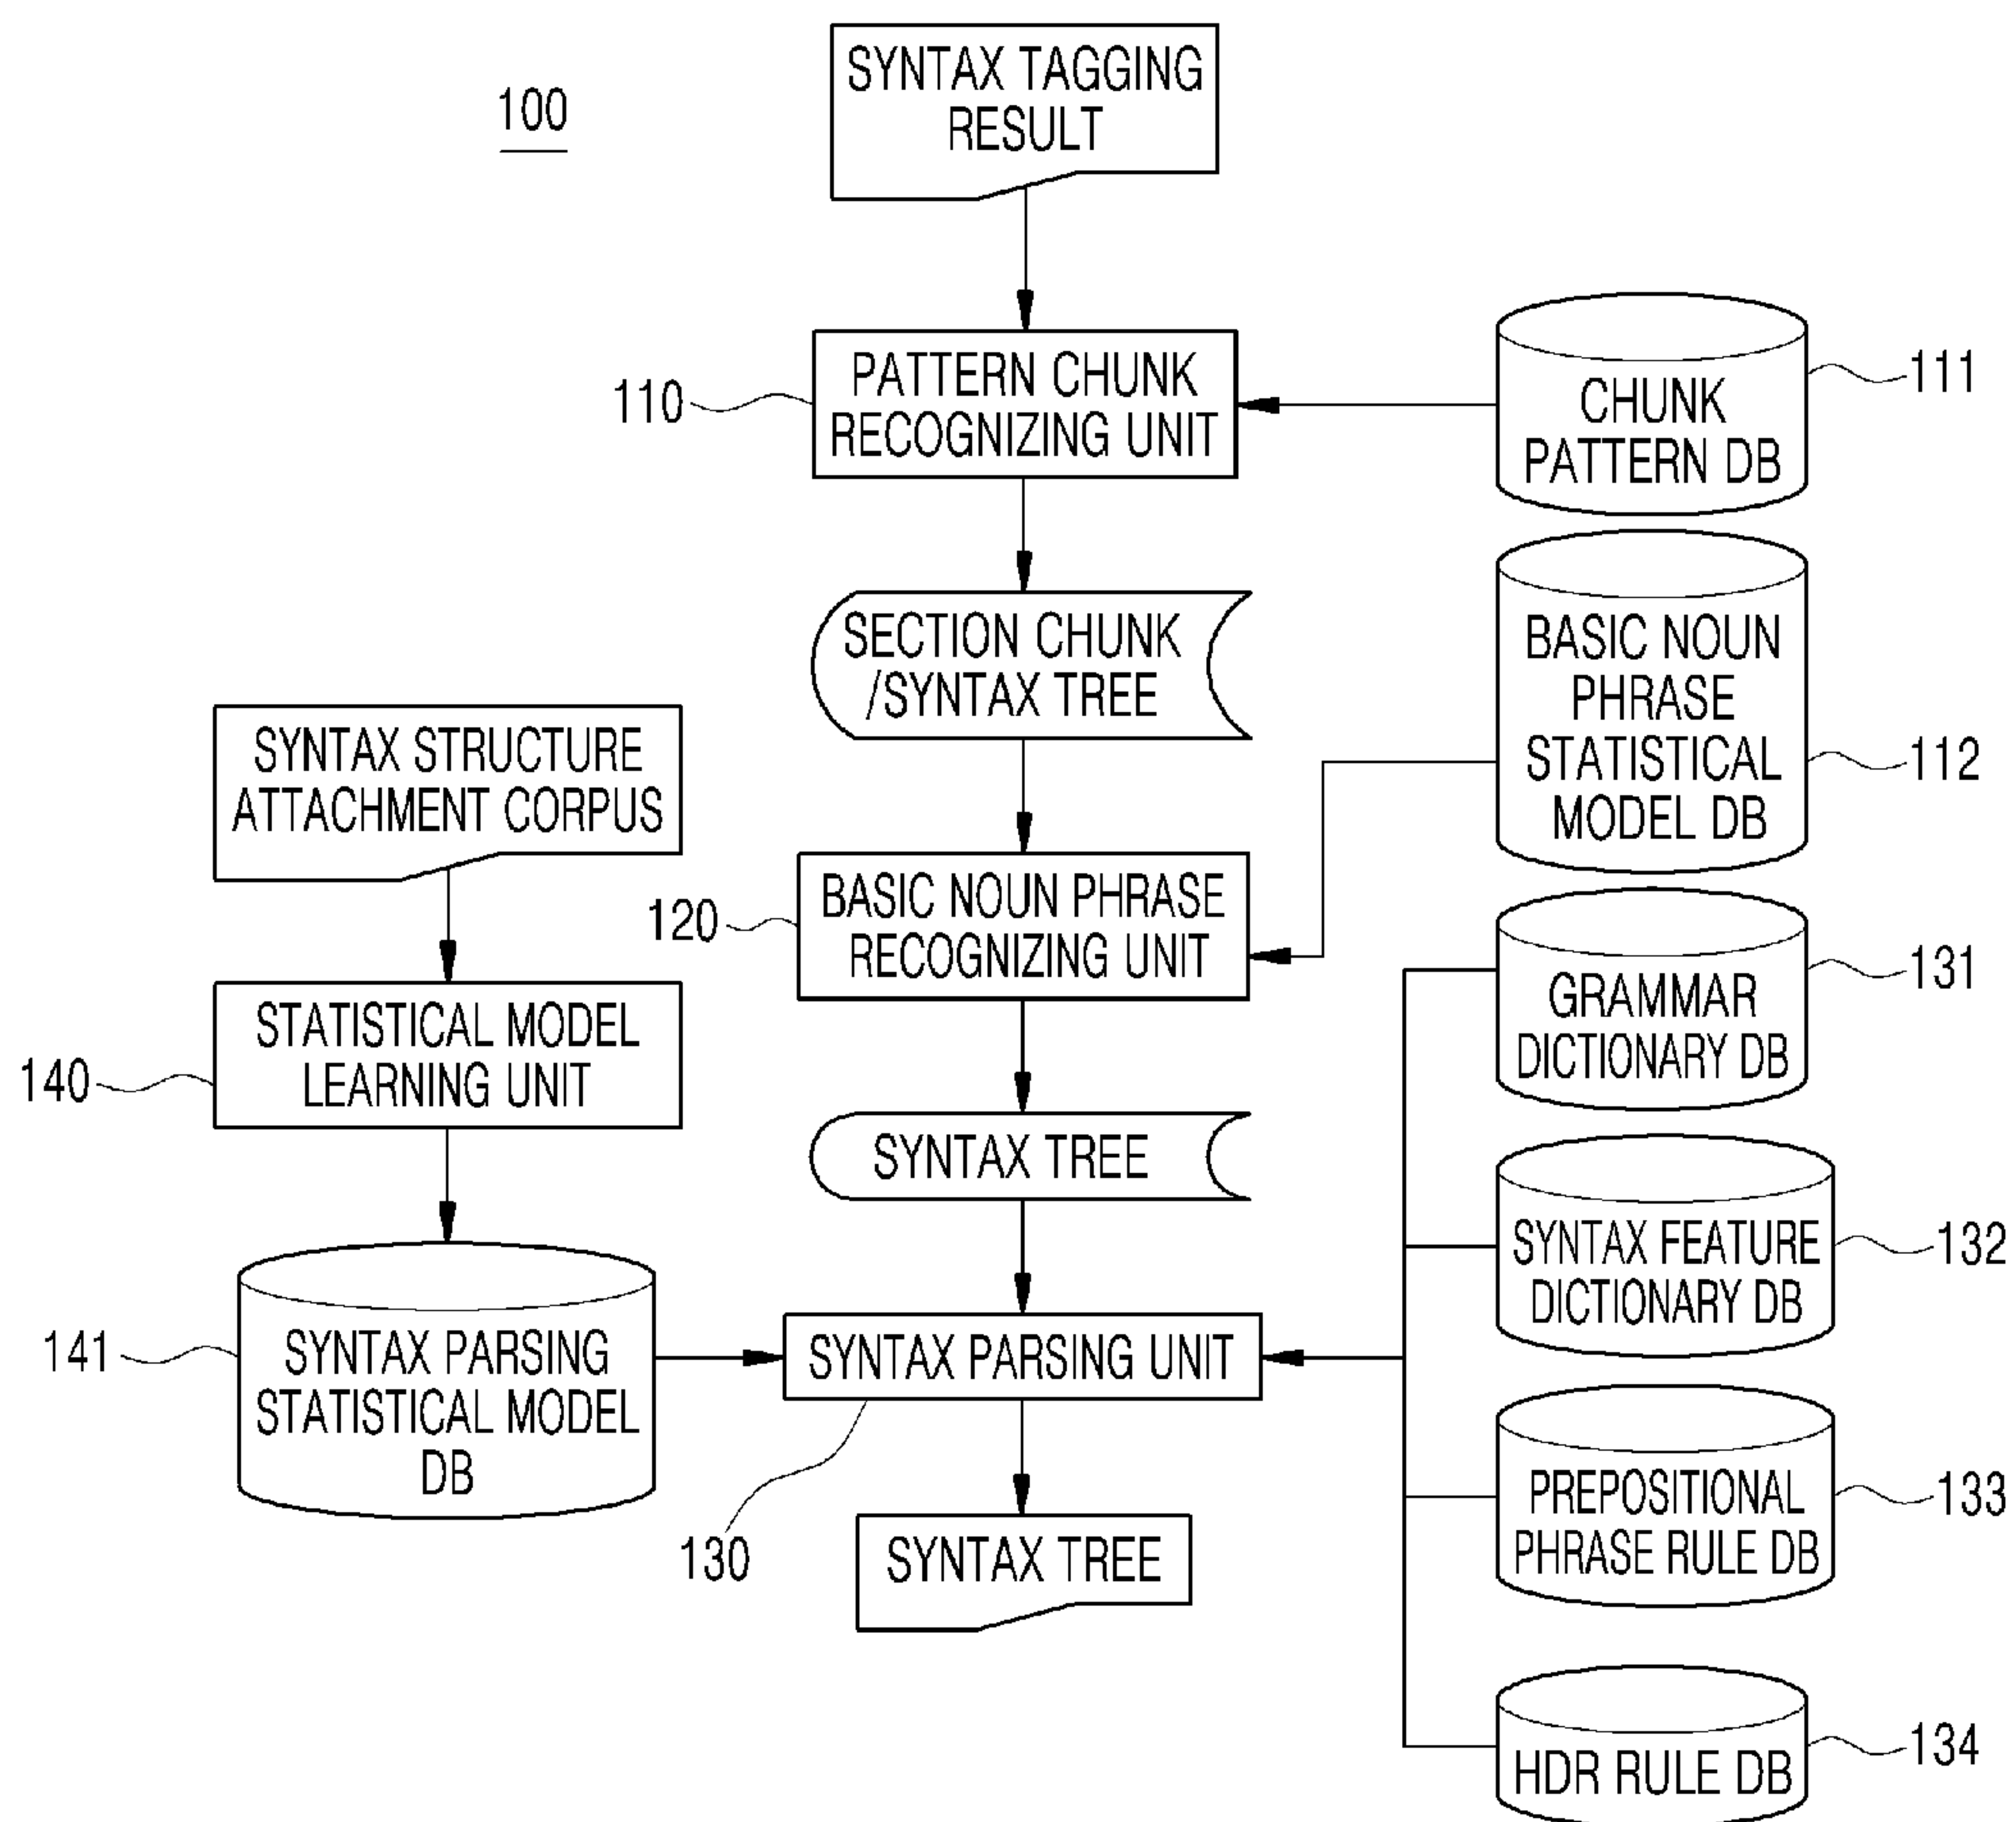 100
SYNTAX TAGGING
RESULT
110
PATTERN CHUNK
RECOGNIZING UNIT
CHUNK
PATTERN DB
111
SECTION CHUNK
/SYNTAX TREE
BASIC NOUN
PHRASE
STATISTICAL
MODEL DB
112
SYNTAX STRUCTURE
ATTACHMENT CORPUS
120
BASIC NOUN PHRASE
RECOGNIZING UNIT
GRAMMAR
DICTIONARY DB
131
140
STATISTICAL MODEL
LEARNING UNIT
SYNTAX TREE
SYNTAX FEATURE
DICTIONARY DB
132
141
SYNTAX PARSING
STATISTICAL MODEL
DB
SYNTAX PARSING UNIT
130
PREPOSITIONAL
PHRASE RULE DB
133
SYNTAX TREE
HDR RULE DB
134